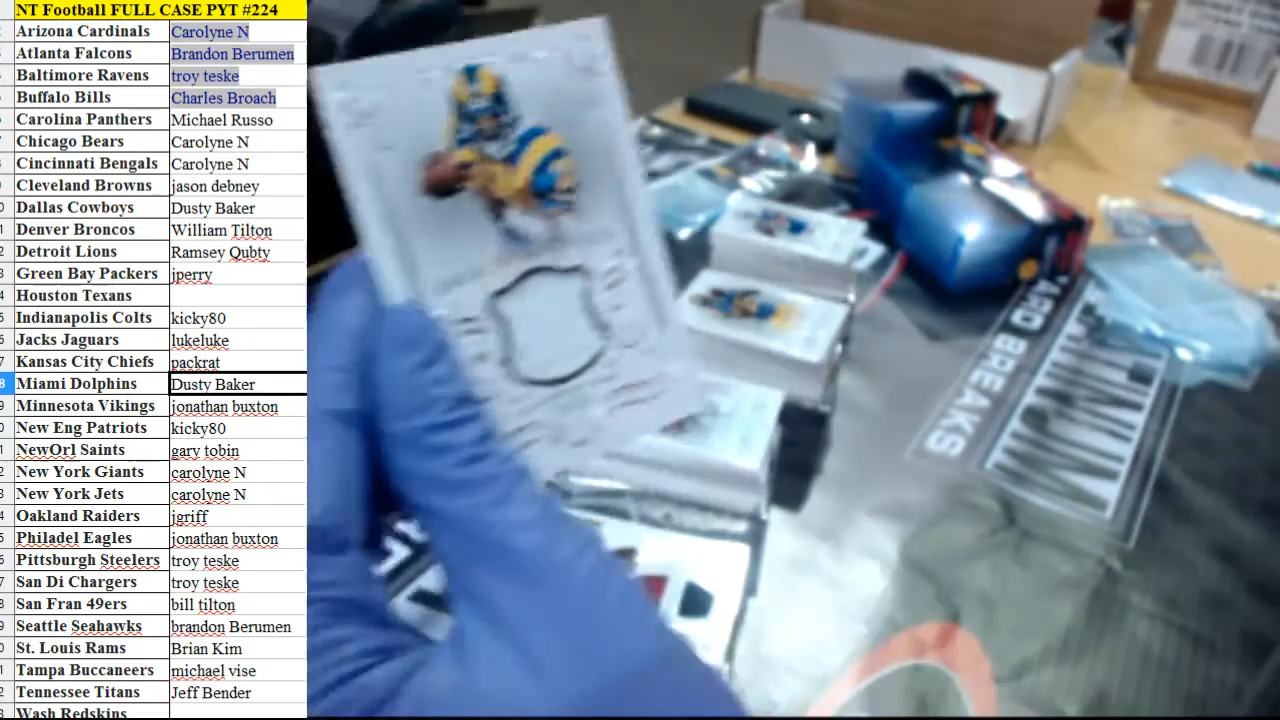 NT Football FULL CASE PYT #224
Arizona Cardinals Carolyne N
Atlanta Falcons Brandon Berumen
Baltimore Ravens troy teske
Buffalo Bills Charles Broach
Carolina Panthers Michael Russo
Chicago Bears Carolyne N
Cincinnati Bengals Carolyne N
Cleveland Browns jason debney
Dallas Cowboys Dusty Baker
Denver Broncos William Tilton
Detroit Lions Ramsey Qubty
Green Bay Packers jperry
Houston Texans
Indianapolis Colts kicky80
Jacks Jaguars lukeluke
Kansas City Chiefs packrat
Miami Dolphins Dusty Baker
Minnesota Vikings jonathan buxton
New Eng Patriots kicky80
NewOrl Saints gary tobin
New York Giants carolyne N
New York Jets carolyne N
Oakland Raiders jgriff
Philadel Eagles jonathan buxton
Pittsburgh Steelers troy teske
San Di Chargers troy teske
San Fran 49ers bill tilton
Seattle Seahawks brandon Berumen
St. Louis Rams Brian Kim
Tampa Buccaneers michael vise
Tennessee Titans Jeff Bender
Wash Redskins
CARD BREAKS